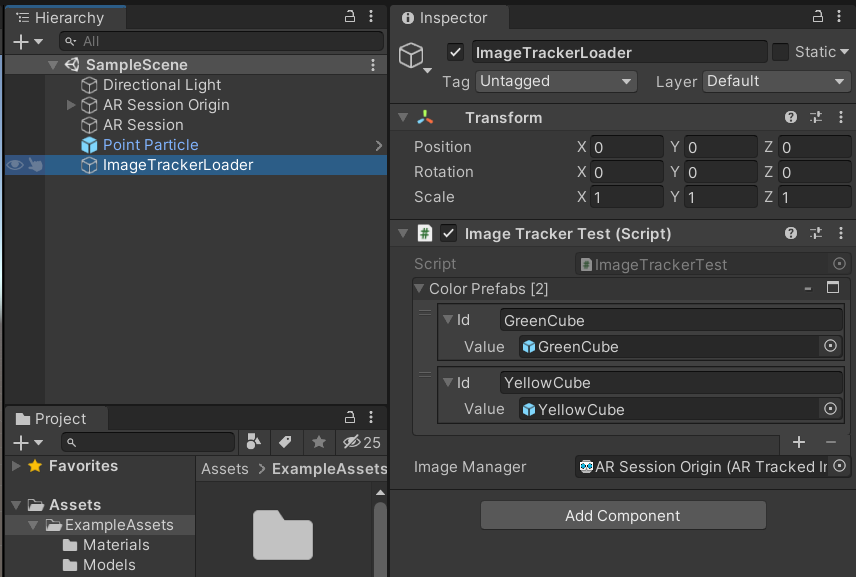 Hierarchy
All
SampleScene
Directional Light
AR Session Origin
AR Session
Point Particle
ImageTrackerLoader
Project
25
Favorites
Assets
ExampleAssets
Materials
Models
Assets > ExampleAssets
Inspector
ImageTrackerLoader
Static
Tag Untagged Layer Default
Transform
Position X 0 Y 0 Z 0
Rotation X 0 Y 0 Z 0
Scale X 1 Y 1 Z 1
# Image Tracker Test (Script)
Script # ImageTrackerTest
Color Prefabs [2]
Id GreenCube
Value GreenCube
Id YellowCube
Value YellowCube
Image Manager AR Session Origin (AR Tracked
Add Component